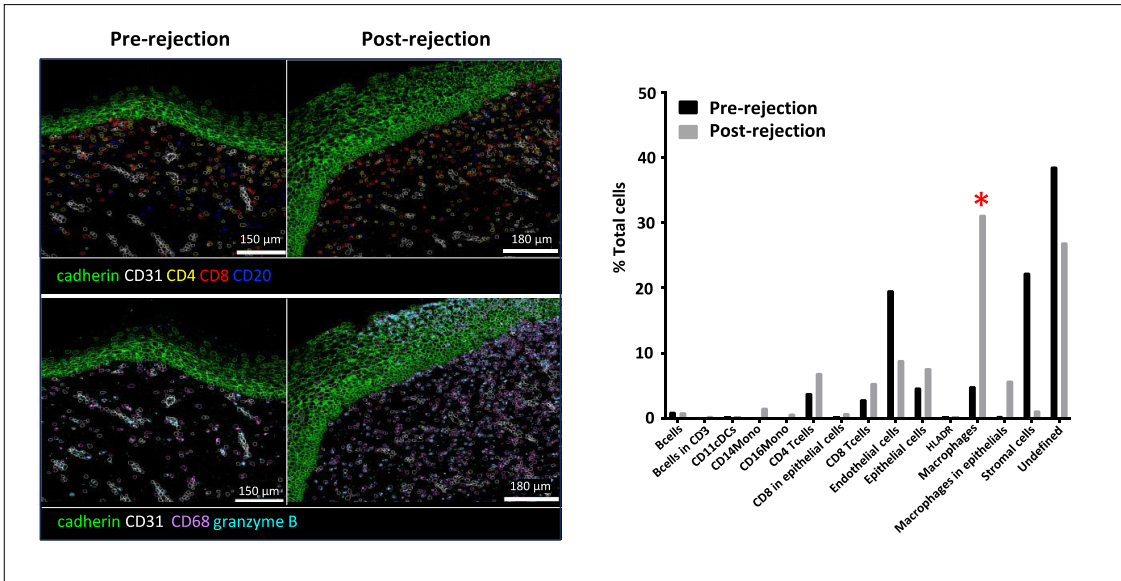 Pre-rejection Post-rejection
150 µm
180 µm
cadherin CD31 CD4 CD8 CD20
150 µm
180 µm
cadherin CD31 CD68 granzyme B
Pre-rejection
Post-rejection
% Total cells
50
40
30
20
10
0
*
Bcells
Bcells in CD3
CD11cDCs
CD14Mono
CD16Mono
CD4 Tcells
CD8 in epithelial cells
CD8 Tcells
Endothelial cells
Epithelial cells
HLADR
Macrophages
Macrophages in epithelials
Stromal cells
Undefined